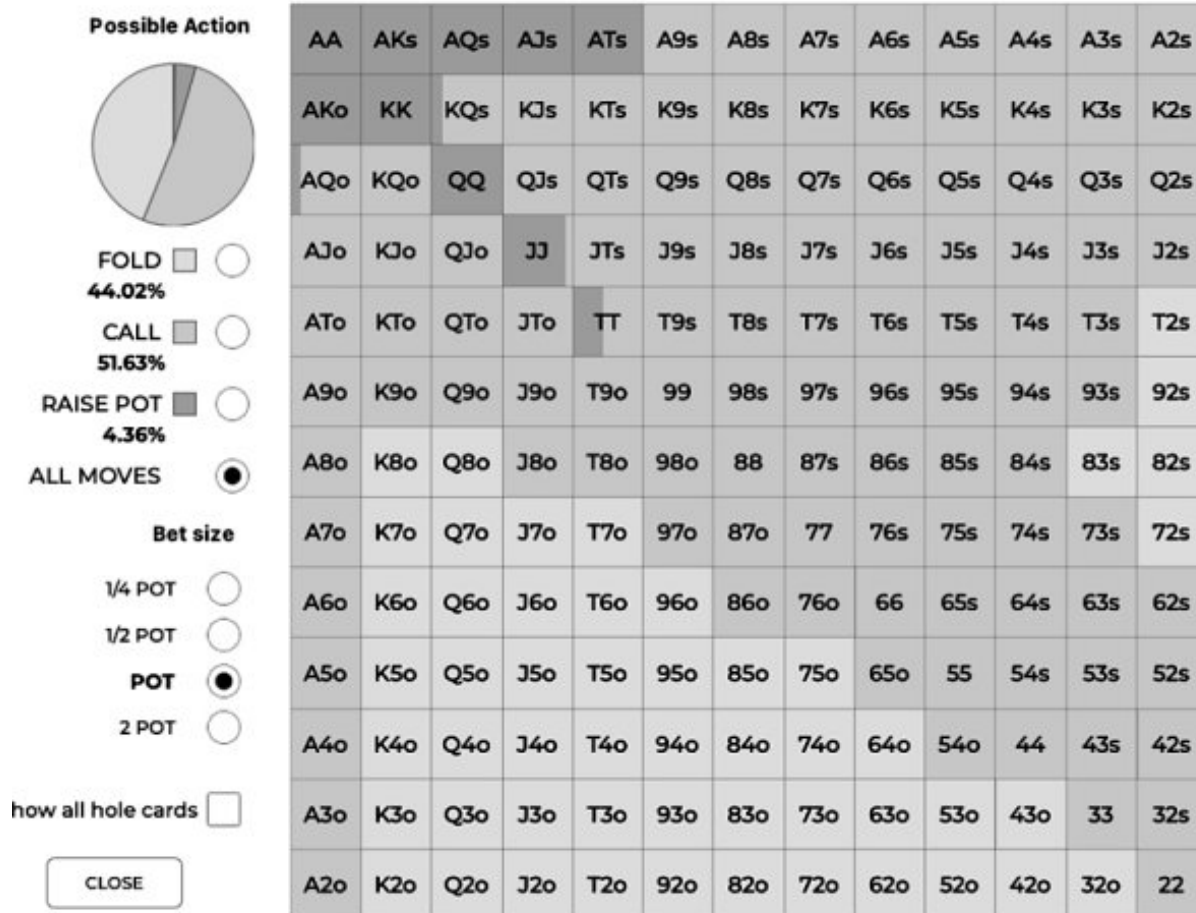 Possible Action
FOLD
44.02%
CALL
51.63%
RAISE POT
4.36%
ALL MOVES
Bet size
1/4 POT
1/2 POT
POT
2 POT
how all hole cards
CLOSE
AA AKs AQs AJs ATs A9s A8s A7s A6s A5s A4s A3s A2s
AKo KK KQs KJs KTs K9s K8s K7s K6s K5s K4s K3s K2s
AQo KQo QQ QJs QTs Q9s Q8s Q7s Q6s Q5s Q4s Q3s Q2s
AJo KJo QJo JJ JTs J9s J8s J7s J6s J5s J4s J3s J2s
ATo KTo QTo JTo TT T9s T8s T7s T6s T5s T4s T3s T2s
A9o K9o Q9o J9o T9o 99 98s 97s 96s 95s 94s 93s 92s
A8o K8o Q8o J8o T8o 98o 88 87s 86s 85s 84s 83s 82s
A7o K7o Q7o J7o T7o 97o 87o 77 76s 75s 74s 73s 72s
A6o K6o Q6o J6o T6o 96o 86o 76o 66 65s 64s 63s 62s
A5o K5o Q5o J5o T5o 95o 85o 75o 65o 55 54s 53s 52s
A4o K4o Q4o J4o T4o 94o 84o 74o 64o 54o 44 43s 42s
A3o K3o Q3o J3o T3o 93o 83o 73o 63o 53o 43o 33 32s
A2o K2o Q2o J2o T2o 92o 82o 72o 62o 52o 42o 32o 22